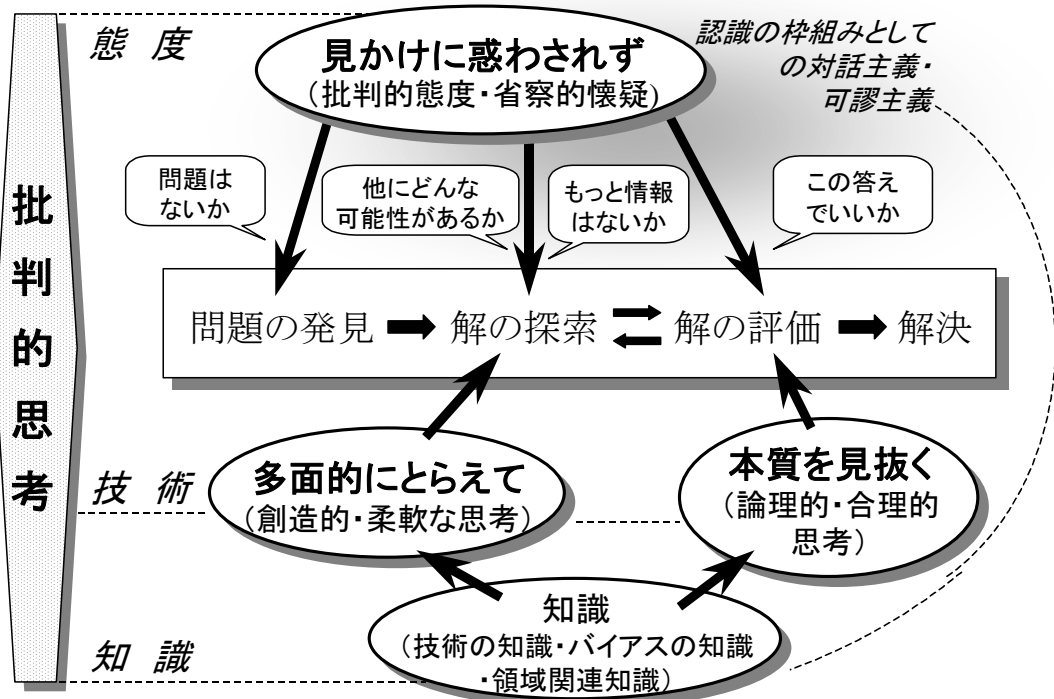 批判的思考
態 度
見かけに惑わされず
(批判的態度・省察的懐疑)
認識の枠組みとして
の対話主義・
可謬主義
問題は
ないか
他にどんな
可能性があるか
もっと情報
はないか
この答え
でいいか
問題の発見 ➡ 解の探索 ⇄ 解の評価 ➡ 解決
技 術
多面的にとらえて
(創造的・柔軟な思考)
本質を見抜く
(論理的・合理的
思考)
知 識
知識
(技術の知識・バイアスの知識
・領域関連知識)